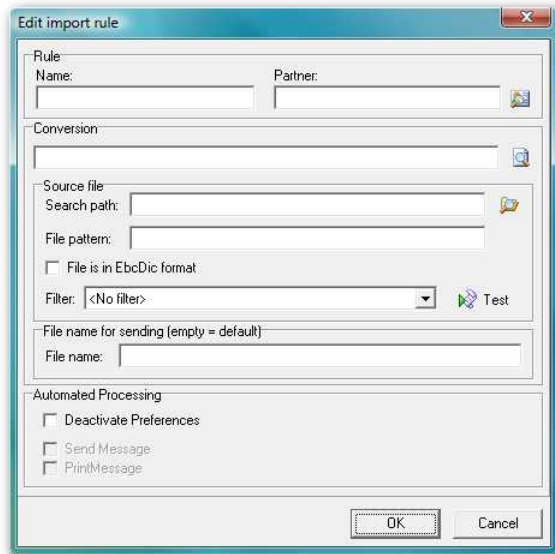 Edit import rule
Rule
Name: Partner:
Conversion
Source file
Search path:
File pattern:
File is in EbcDic format
Filter: <No filter> Test
File name for sending (empty = default)
File name:
Automated Processing
Deactivate Preferences
Send Message
PrintMessage
OK Cancel